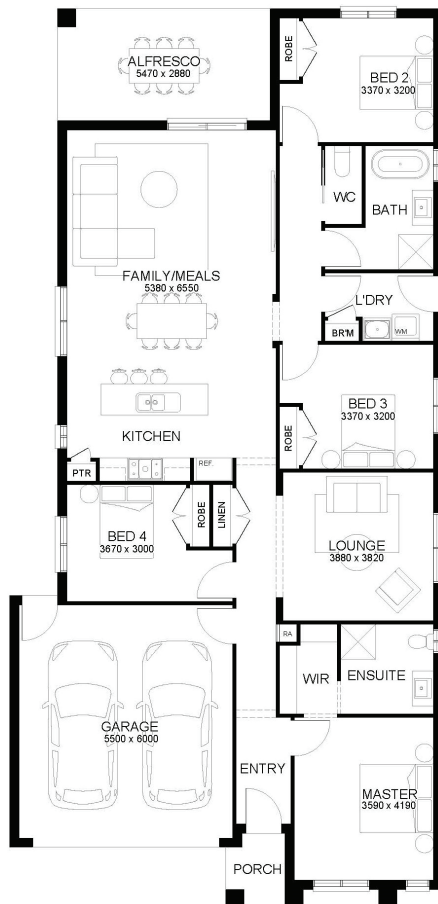 ALFRESCO
5470 x 2880
ROBE
BED 2
3370 x 3200
WC
BATH
FAMILY/MEALS
5380 x 6550
L'DRY
BR'M
WM
BED 3
3370 x 3200
ROBE
KITCHEN
PTR
REF.
BED 4
3670 x 3000
ROBE
LINEN
LOUNGE
3880 x 3820
RA
WIR
ENSUITE
GARAGE
5500 x 6000
ENTRY
MASTER
3590 x 4190
PORCH